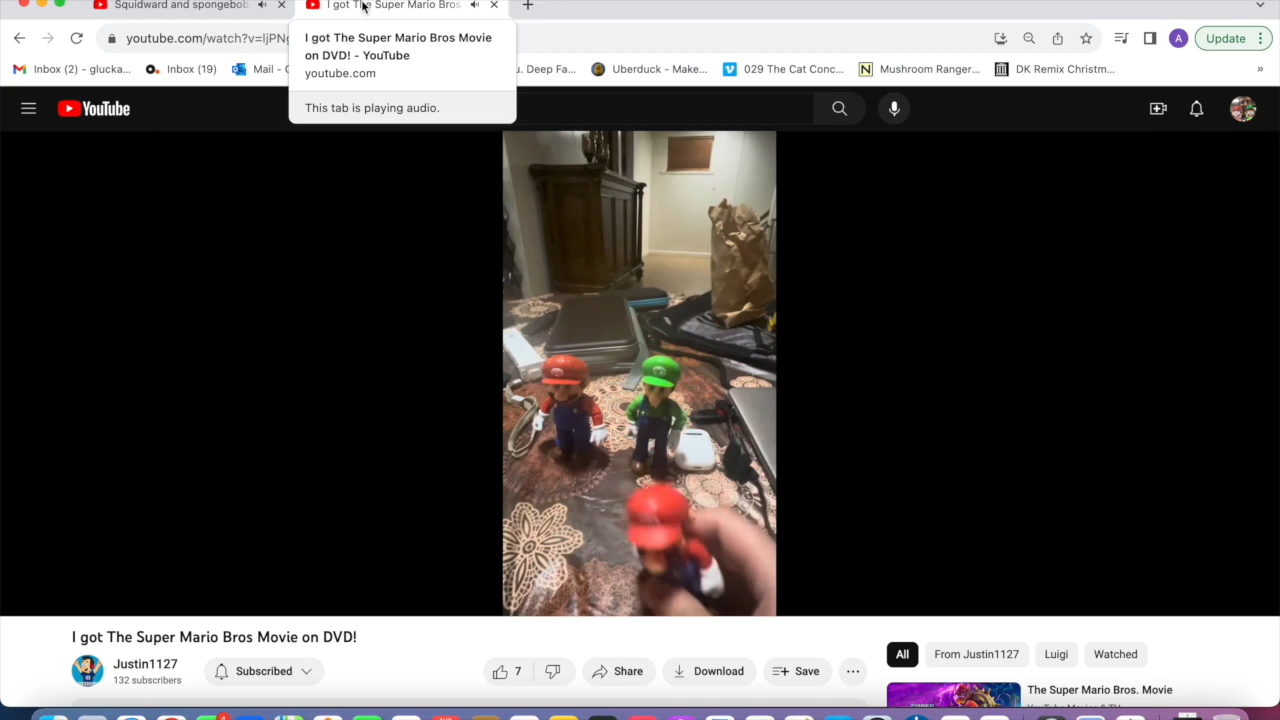 Squidward and spongebob
I got The Super Mario Bros
youtube.com/watch?v=IjPN
Update
I got The Super Mario Bros Movie
on DVD! - YouTube
youtube.com
This tab is playing audio.
Inbox (2) - glucka...
Inbox (19)
Mail - 
u. Deep Fa...
Uberduck - Make...
029 The Cat Conc...
Mushroom Ranger...
DK Remix Christm...
YouTube
I got The Super Mario Bros Movie on DVD!
Justin1127
132 subscribers
Subscribed
7
Share
Download
Save
All
From Justin1127
Luigi
Watched
The Super Mario Bros. Movie